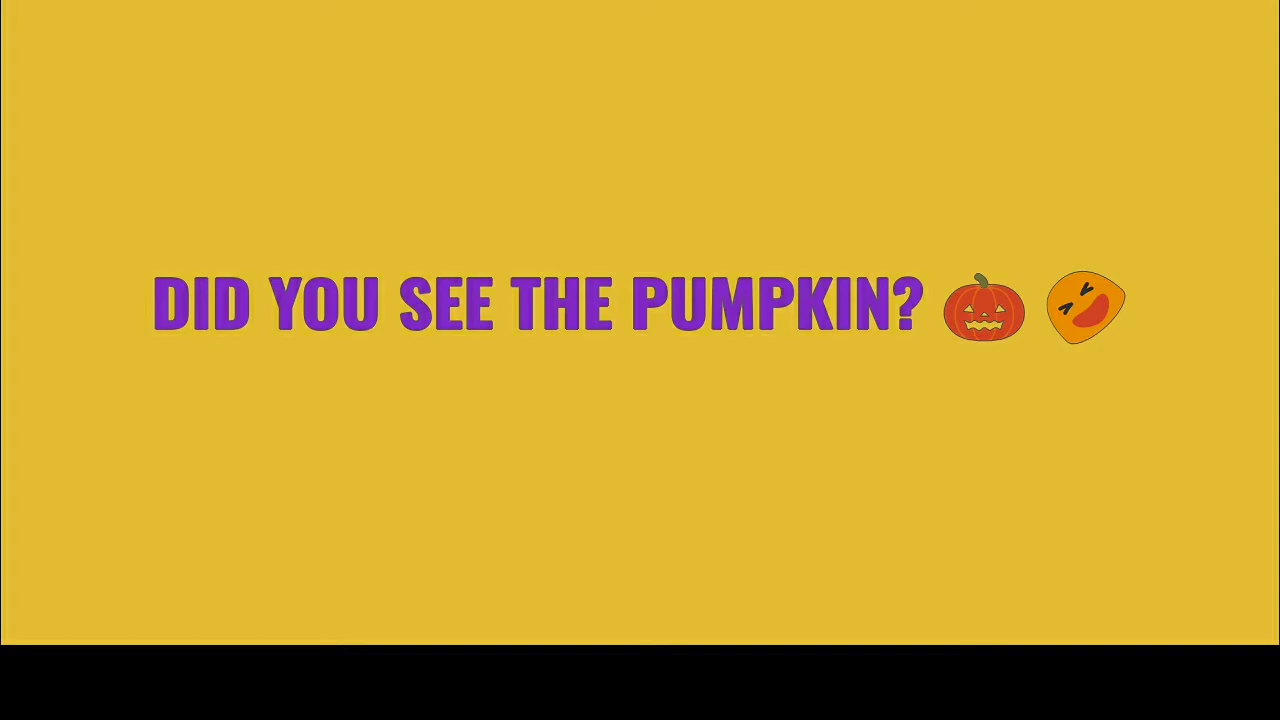 DID YOU SEE THE PUMPKIN? 🎃 🤣